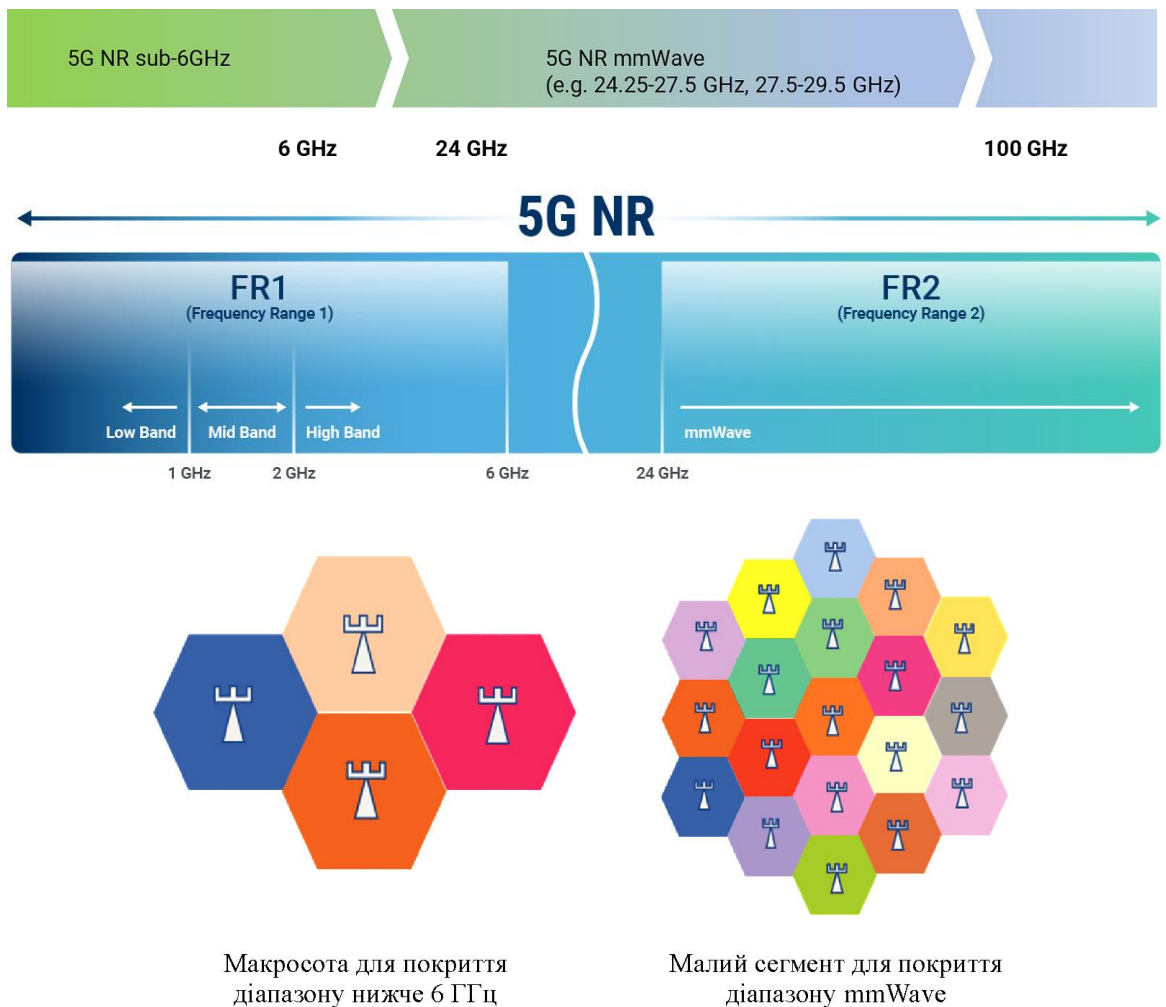 5G NR sub-6GHz
5G NR mmWave
(e.g. 24.25-27.5 GHz, 27.5-29.5 GHz)
6 GHz
24 GHz
100 GHz
5G NR
FR1
(Frequency Range 1)
FR2
(Frequency Range 2)
Low Band
Mid Band
High Band
mmWave
1 GHz
2 GHz
6 GHz
24 GHz
Макросота для покриття
діапазону нижче 6 ГГц
Малий сегмент для покриття
діапазону mmWave